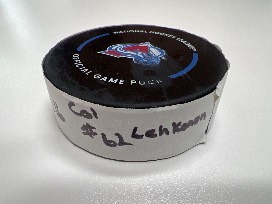 NATIONAL HOCKEY LEAGUE
OFFICIAL GAME PUCK
Col
#62 Lehkonen